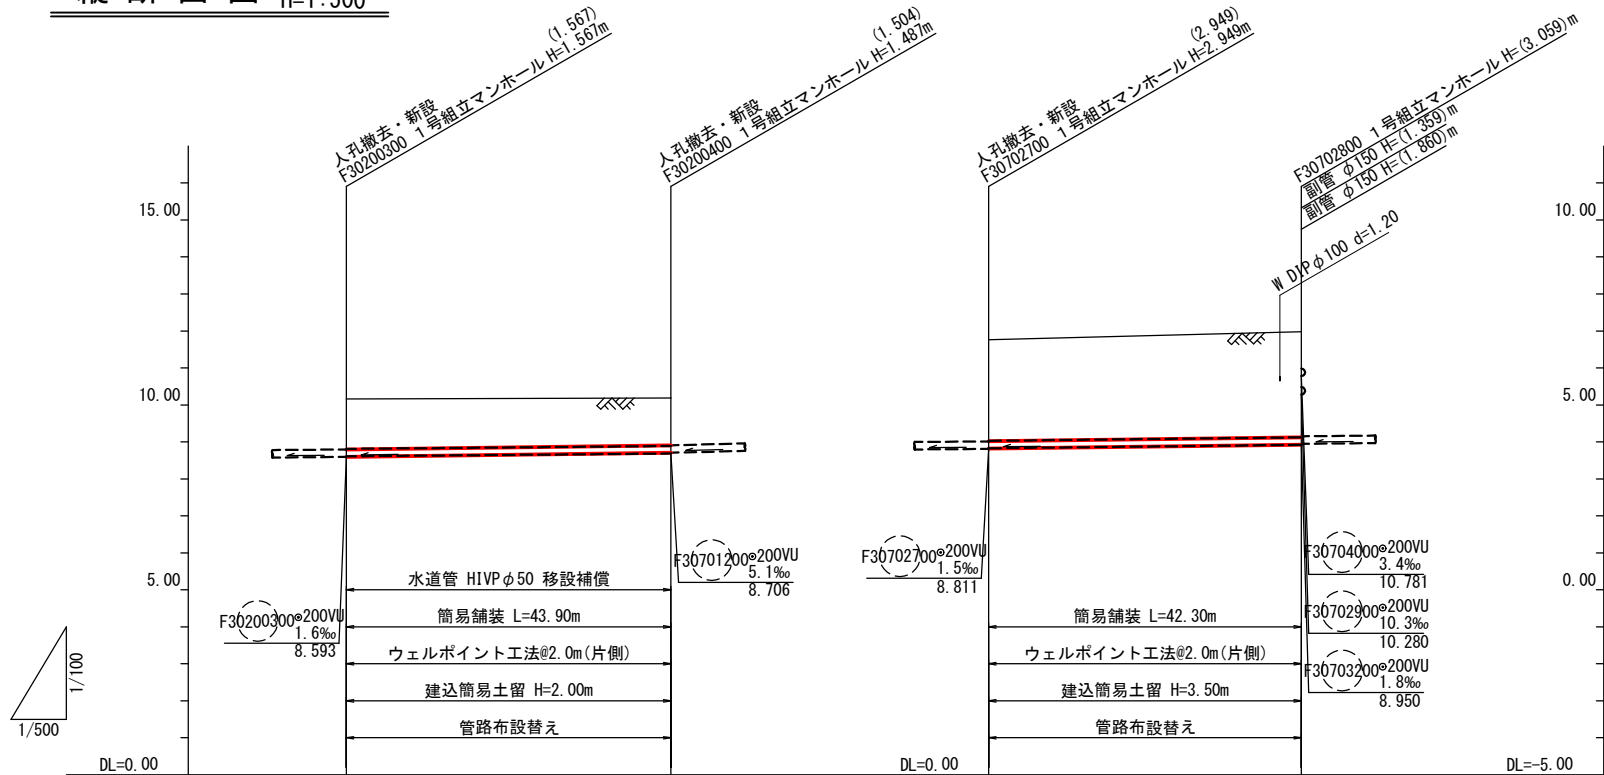 縦 断 面 図 H=1:500
(1.567)
人孔撤去・新設
F30200300 1号組立マンホール H=1.567m
(1.504)
人孔撤去・新設
F30200400 1号組立マンホール H=1.487m
(2.949)
人孔撤去・新設
F30702700 1号組立マンホール H=2.949m
F30702800 1号組立マンホール H=(3.059)m
副管 φ150 H=(1.359)m
副管 φ150 H=(1.860)m
W DIPφ100 d=1.20
15.00
10.00
5.00
DL=0.00
10.00
5.00
0.00
DL=-5.00
DL=0.00
F30200300 ⌾200VU
1.6‰
8.593
F30701200 ⌾200VU
5.1‰
8.706
F30702700 ⌾200VU
1.5‰
8.811
F30704000 ⌾200VU
3.4‰
10.781
F30702900 ⌾200VU
10.3‰
10.280
F30703200 ⌾200VU
1.8‰
8.950
水道管 HIVPφ50 移設補償
簡易舗装 L=43.90m
ウェルポイント工法@2.0m(片側)
建込簡易土留 H=2.00m
管路布設替え
簡易舗装 L=42.30m
ウェルポイント工法@2.0m(片側)
建込簡易土留 H=3.50m
管路布設替え
1/100
1/500